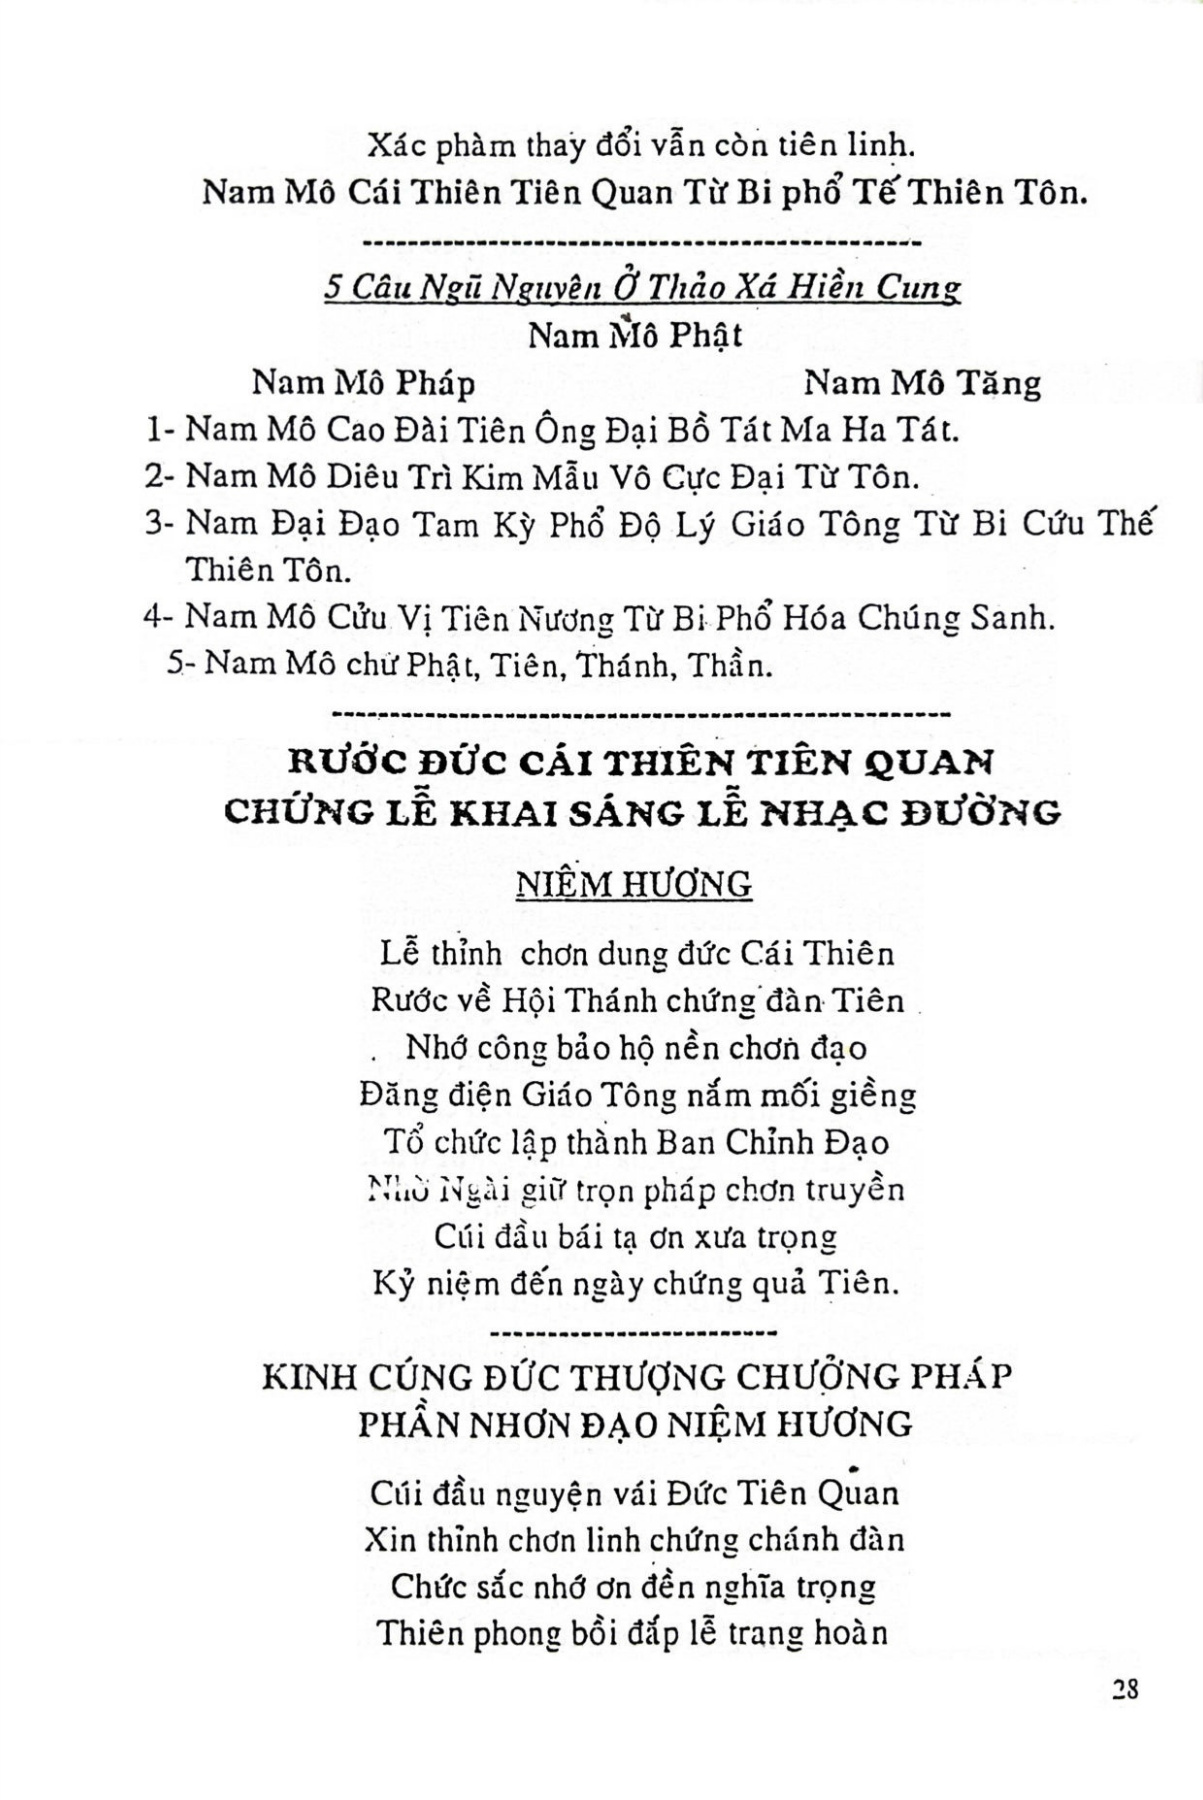 Xác phàm thay đổi vẫn còn tiên linh.
Nam Mô Cái Thiên Tiên Quan Từ Bi phổ Tế Thiên Tôn.
5 Câu Ngũ Nguyên Ở Thảo Xá Hiền Cung
Nam Mô Phật
Nam Mô Pháp Nam Mô Tăng
1- Nam Mô Cao Đài Tiên Ông Đại Bồ Tát Ma Ha Tát.
2- Nam Mô Diêu Trì Kim Mẫu Vô Cực Đại Từ Tôn.
3- Nam Đại Đạo Tam Kỳ Phổ Độ Lý Giáo Tông Từ Bi Cứu Thế
Thiên Tôn.
4- Nam Mô Cửu Vị Tiên Nương Từ Bi Phổ Hóa Chúng Sanh.
5- Nam Mô chư Phật, Tiên, Thánh, Thần.
RƯỚC ĐỨC CÁI THIÊN TIÊN QUAN
CHỨNG LỄ KHAI SÁNG LỄ NHẠC ĐƯỜNG
NIÊM HƯƠNG
Lễ thỉnh chơn dung đức Cái Thiên
Rước về Hội Thánh chứng đàn Tiên
Nhớ công bảo hộ nền chơn đạo
Đăng điện Giáo Tông nắm mối giềng
Tổ chức lập thành Ban Chỉnh Đạo
Nhờ Ngài giữ trọn pháp chơn truyền
Cúi đầu bái tạ ơn xưa trọng
Kỷ niệm đến ngày chứng quả Tiên.
KINH CÚNG ĐỨC THƯỢNG CHƯỞNG PHÁP
PHẦN NHƠN ĐẠO NIỆM HƯƠNG
Cúi đầu nguyện vái Đức Tiên Quan
Xin thỉnh chơn linh chứng chánh đàn
Chức sắc nhớ ơn đền nghĩa trọng
Thiên phong bồi đắp lễ trang hoàn
28